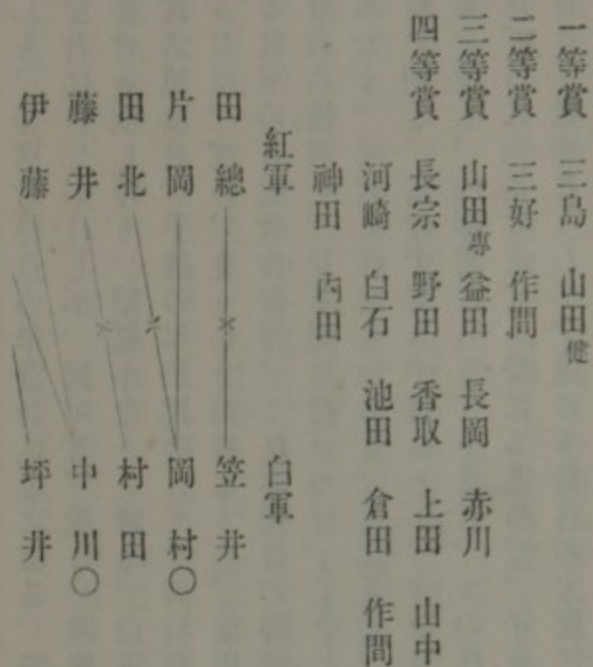 一等賞 三島 山田健
二等賞 三好 作間
三等賞 山田專 益田 長岡 赤川
四等賞 長宗 野田 香取 上田 山中
河崎 白石 池田 倉田 作間
神田 内田
紅軍 白軍
田總 笠井
片岡 岡村〇
田北 村田
藤井 中川〇
伊藤 坪井